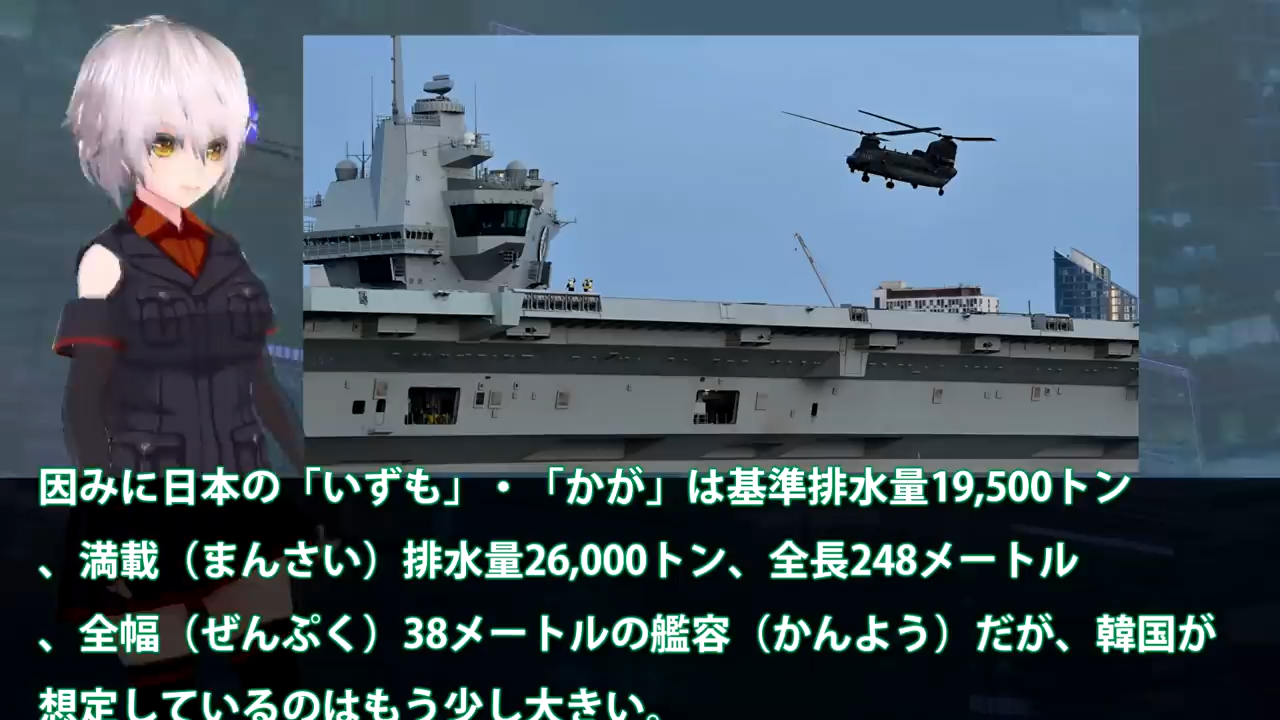 因みに日本の「いずも」・「かが」は基準排水量19,500トン
、満載（まんさい）排水量26,000トン、全長248メートル
、全幅（ぜんぷく）38メートルの艦容（かんよう）だが、韓国が
想定しているのはもう少し大きい。